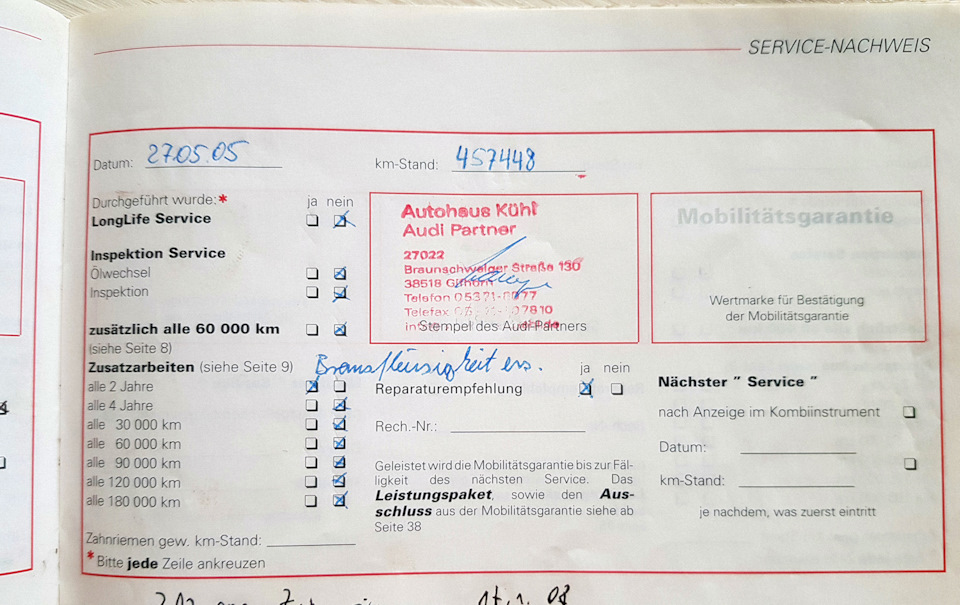 SERVICE-NACHWEIS
Datum: 27.05.05
km-Stand: 457448
Durchgeführt wurde:* ja nein
LongLife Service
Inspektion Service
Ölwechsel
Inspektion
zusätzlich alle 60 000 km
(siehe Seite 8)
Autohaus Kühl
Audi Partner
27022
Braunschweiger Straße 130
38518 Gifhorn
Telefon 05371-
Telefax
Stempel des Audi-Partners
Mobilitätsgarantie
Wertmarke für Bestätigung
der Mobilitätsgarantie
Zusatzarbeiten (siehe Seite 9)
Bremsflüssigkeit ers.
alle 2 Jahre
alle 4 Jahre
alle 30 000 km
alle 60 000 km
alle 90 000 km
alle 120 000 km
alle 180 000 km
Zahnriemen gew. km-Stand:
* Bitte jede Zeile ankreuzen
ja nein
Reparaturempfehlung
Rech.-Nr.:
Geleistet wird die Mobilitätsgarantie bis zur Fäl-
ligkeit des nächsten Service. Das
Leistungspaket, sowie den Aus-
schluss aus der Mobilitätsgarantie siehe ab
Seite 38
Nächster " Service "
nach Anzeige im Kombiinstrument
Datum:
km-Stand:
je nachdem, was zuerst eintritt